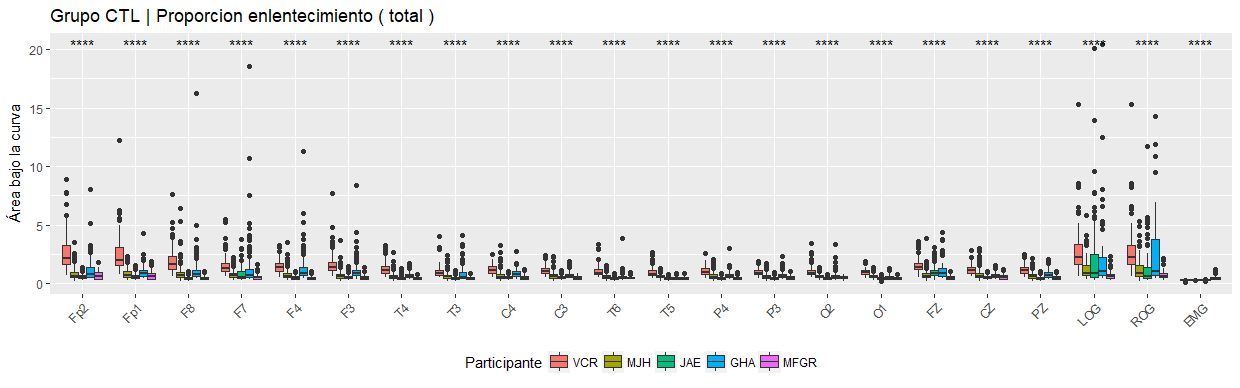 Grupo CTL | Proporcion enlentecimiento ( total )
**** **** **** **** **** **** **** **** **** **** **** **** **** **** **** **** **** **** **** **** **** ****
Área bajo la curva
20
15
10
5
0
Fp2 Fp1 F8 F7 F4 F3 T4 T3 C4 C3 T6 T5 P4 P3 O2 O1 FZ CZ PZ LOG ROG EMG
Participante VCR MJH JAE GHA MFGR